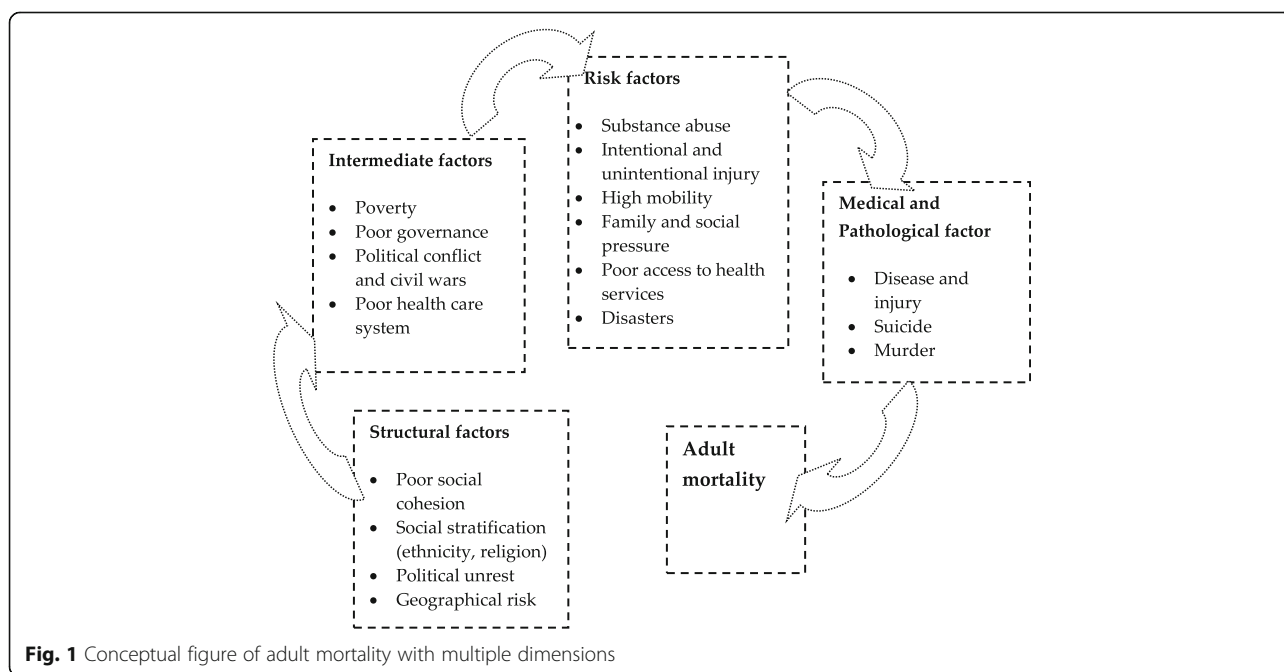 Risk factors
• Substance abuse
• Intentional and
unintentional injury
• High mobility
• Family and social
pressure
• Poor access to health
services
• Disasters
Intermediate factors
• Poverty
• Poor governance
• Political conflict
and civil wars
• Poor health care
system
Medical and
Pathological factor
• Disease and
injury
• Suicide
• Murder
Structural factors
• Poor social
cohesion
• Social stratification
(ethnicity, religion)
• Political unrest
• Geographical risk
Adult
mortality
Fig. 1 Conceptual figure of adult mortality with multiple dimensions